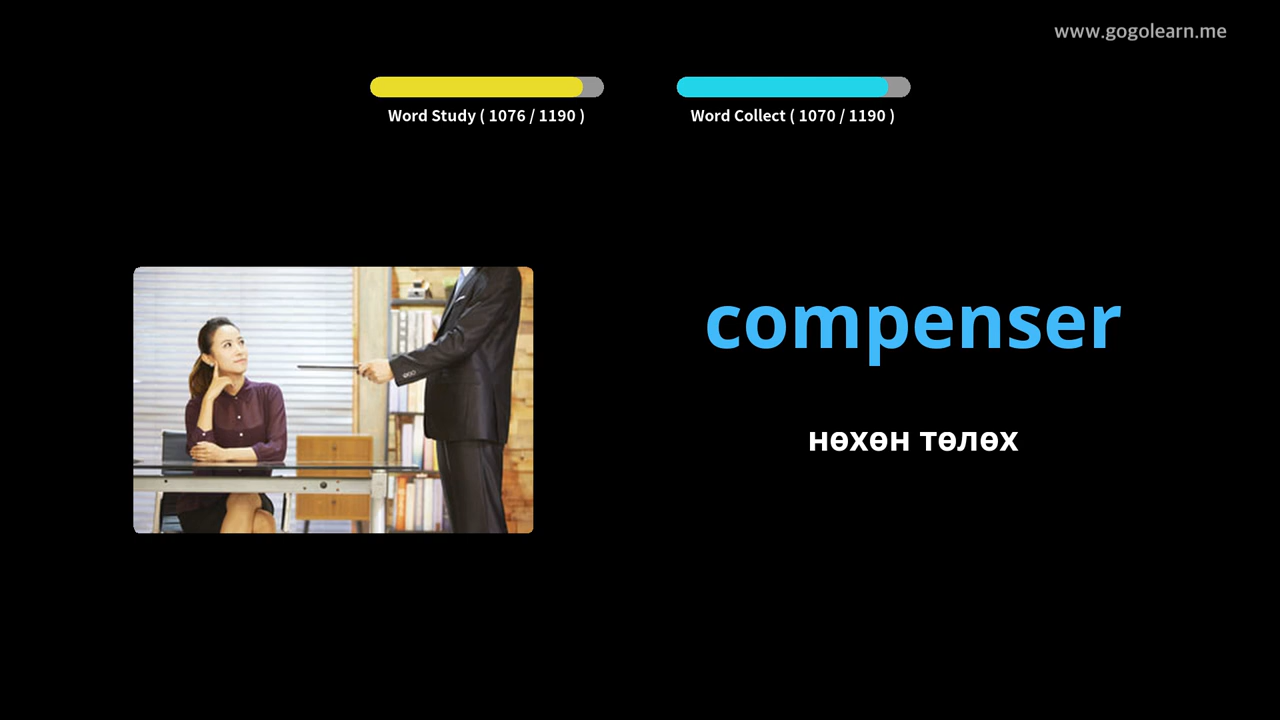 www.gogolearn.me
Word Study ( 1076 / 1190 )
Word Collect ( 1070 / 1190 )
compenser
нөхөн төлөх